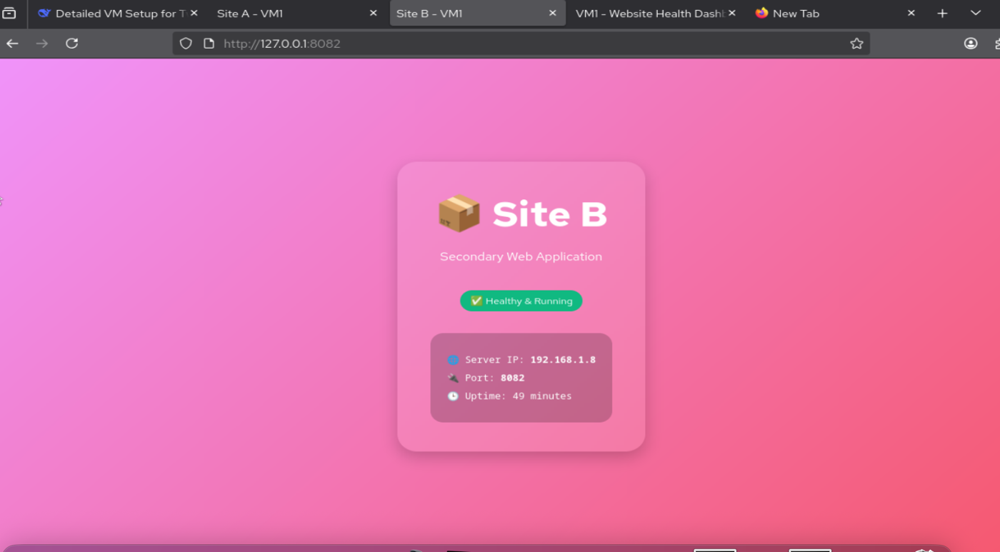 Detailed VM Setup for T
Site A - VM1
Site B - VM1
VM1 - Website Health Dash
New Tab
http://127.0.0.1:8082
📦 Site B
Secondary Web Application
✅ Healthy & Running
🌐 Server IP: 192.168.1.8
🔌 Port: 8082
🕒 Uptime: 49 minutes